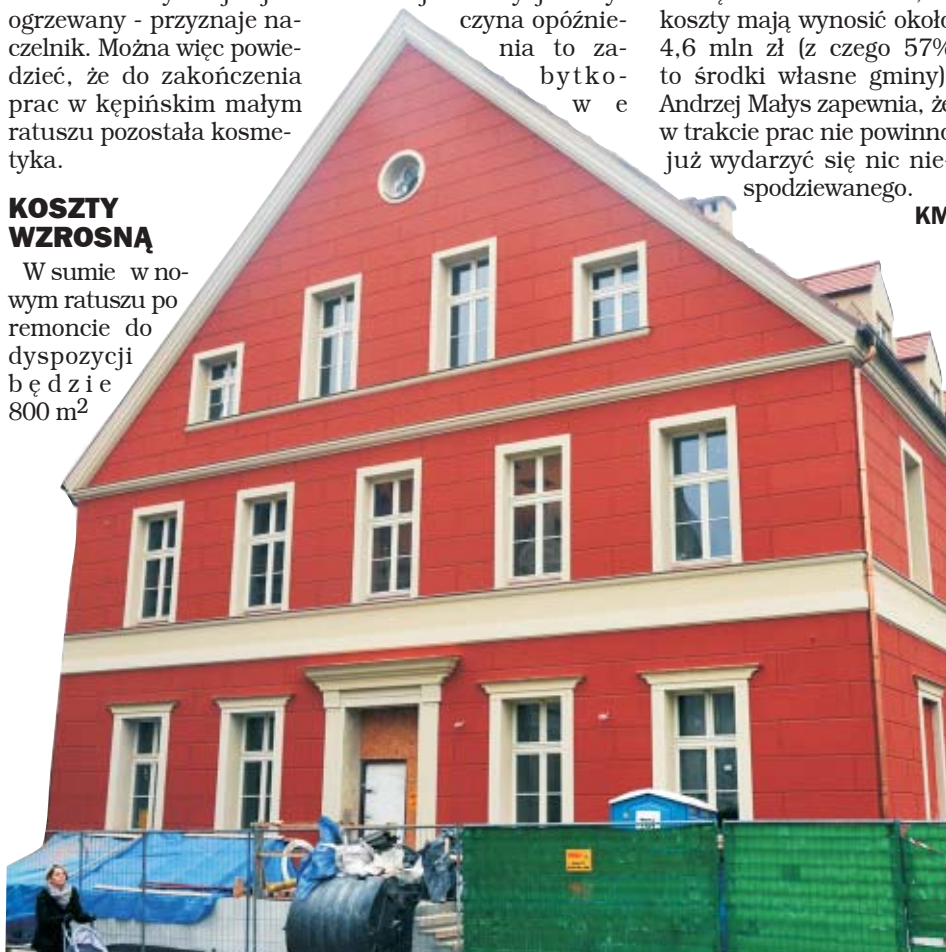 ogrzewany - przyznaje na-
czelnik. Można więc powie-
dzieć, że do zakończenia
prac w kępińskim małym
ratuszu pozostała kosme-
tyka.
KOSZTY
WZROSNĄ
W sumie w no-
wym ratuszu po
remoncie do
dyspozycji
będzie
800 m²
czyna opóźnie-
nia to za-
bytko-
we
koszty mają wynosić około
4,6 mln zł (z czego 57%
to środki własne gminy)
Andrzej Małys zapewnia, że
w trakcie prac nie powinno
już wydarzyć się nic nie-
spodziewanego.
KM